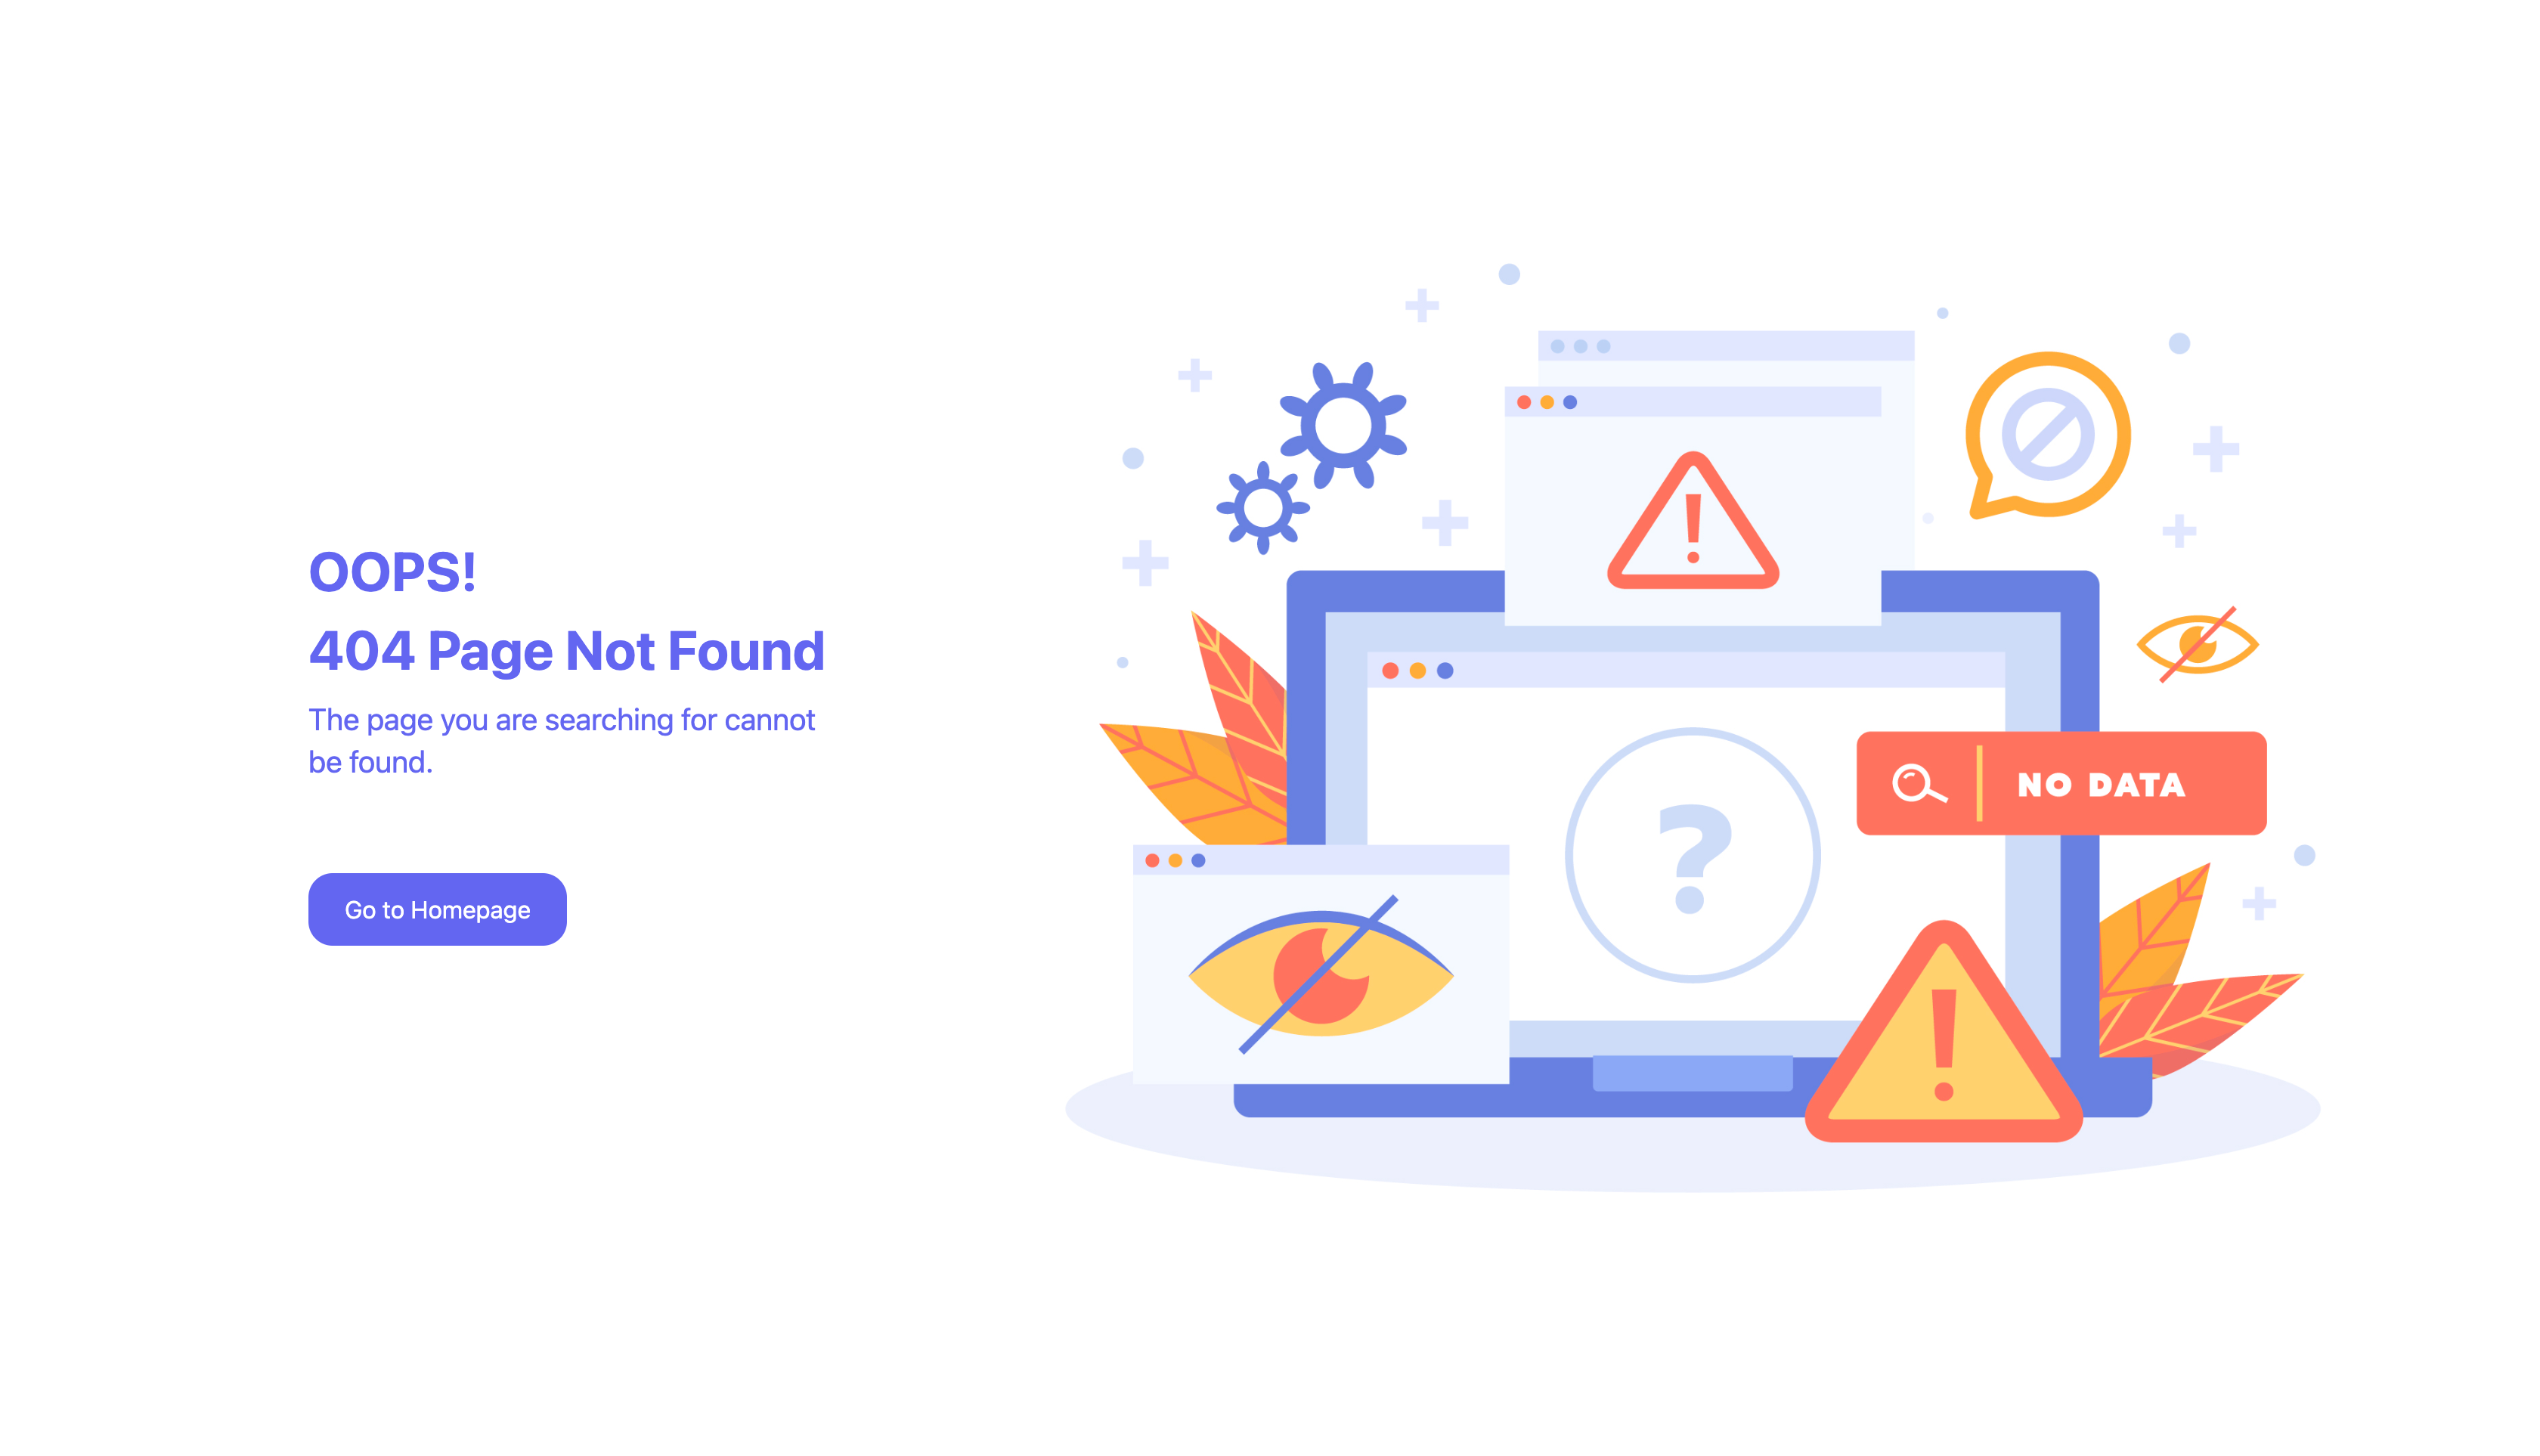 OOPS!
404 Page Not Found
The page you are searching for cannot
be found.
Go to Homepage
?
NO DATA